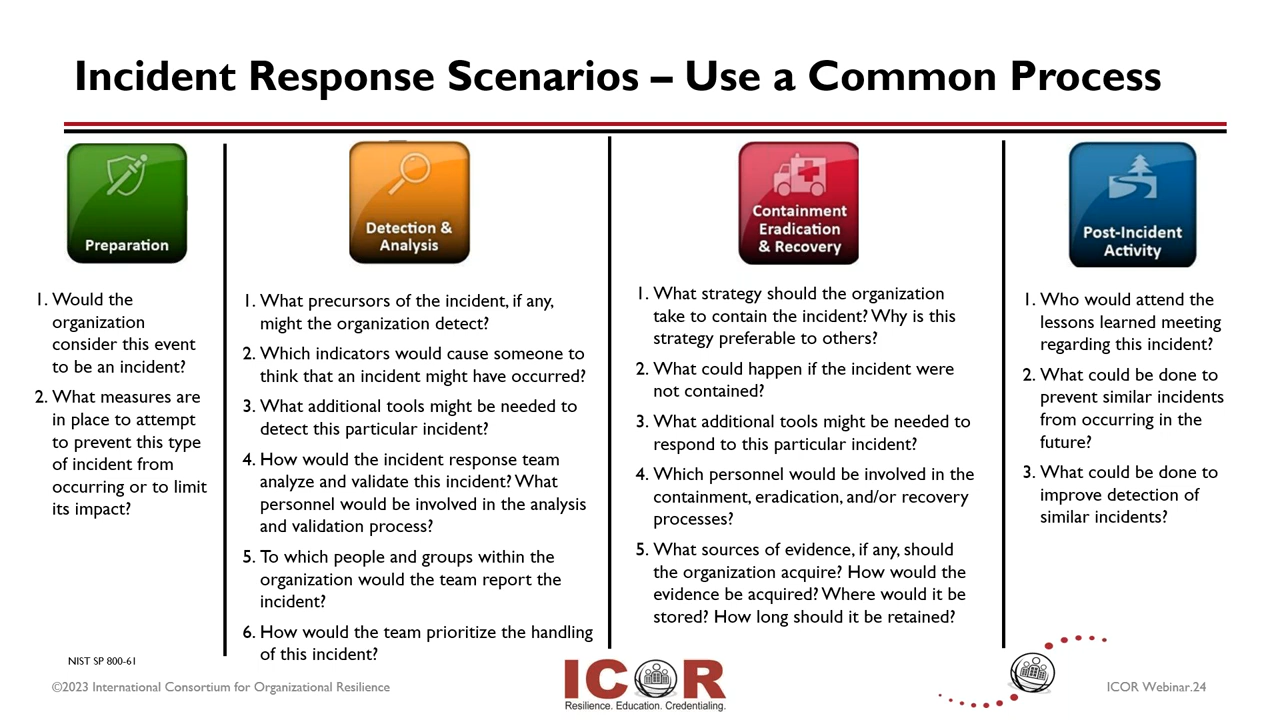 Incident Response Scenarios – Use a Common Process
Preparation
1. Would the
organization
consider this event
to be an incident?
2. What measures are
in place to attempt
to prevent this type
of incident from
occurring or to limit
its impact?
Detection &
Analysis
1. What precursors of the incident, if any,
might the organization detect?
2. Which indicators would cause someone to
think that an incident might have occurred?
3. What additional tools might be needed to
detect this particular incident?
4. How would the incident response team
analyze and validate this incident? What
personnel would be involved in the analysis
and validation process?
5. To which people and groups within the
organization would the team report the
incident?
6. How would the team prioritize the handling
of this incident?
Containment
Eradication
& Recovery
1. What strategy should the organization
take to contain the incident? Why is this
strategy preferable to others?
2. What could happen if the incident were
not contained?
3. What additional tools might be needed to
respond to this particular incident?
4. Which personnel would be involved in the
containment, eradication, and/or recovery
processes?
5. What sources of evidence, if any, should
the organization acquire? How would the
evidence be acquired? Where would it be
stored? How long should it be retained?
Post-Incident
Activity
1. Who would attend the
lessons learned meeting
regarding this incident?
2. What could be done to
prevent similar incidents
from occurring in the
future?
3. What could be done to
improve detection of
similar incidents?
NIST SP 800-61
©2023 International Consortium for Organizational Resilience
ICOR
Resilience. Education. Credentialing.
ICOR Webinar.24